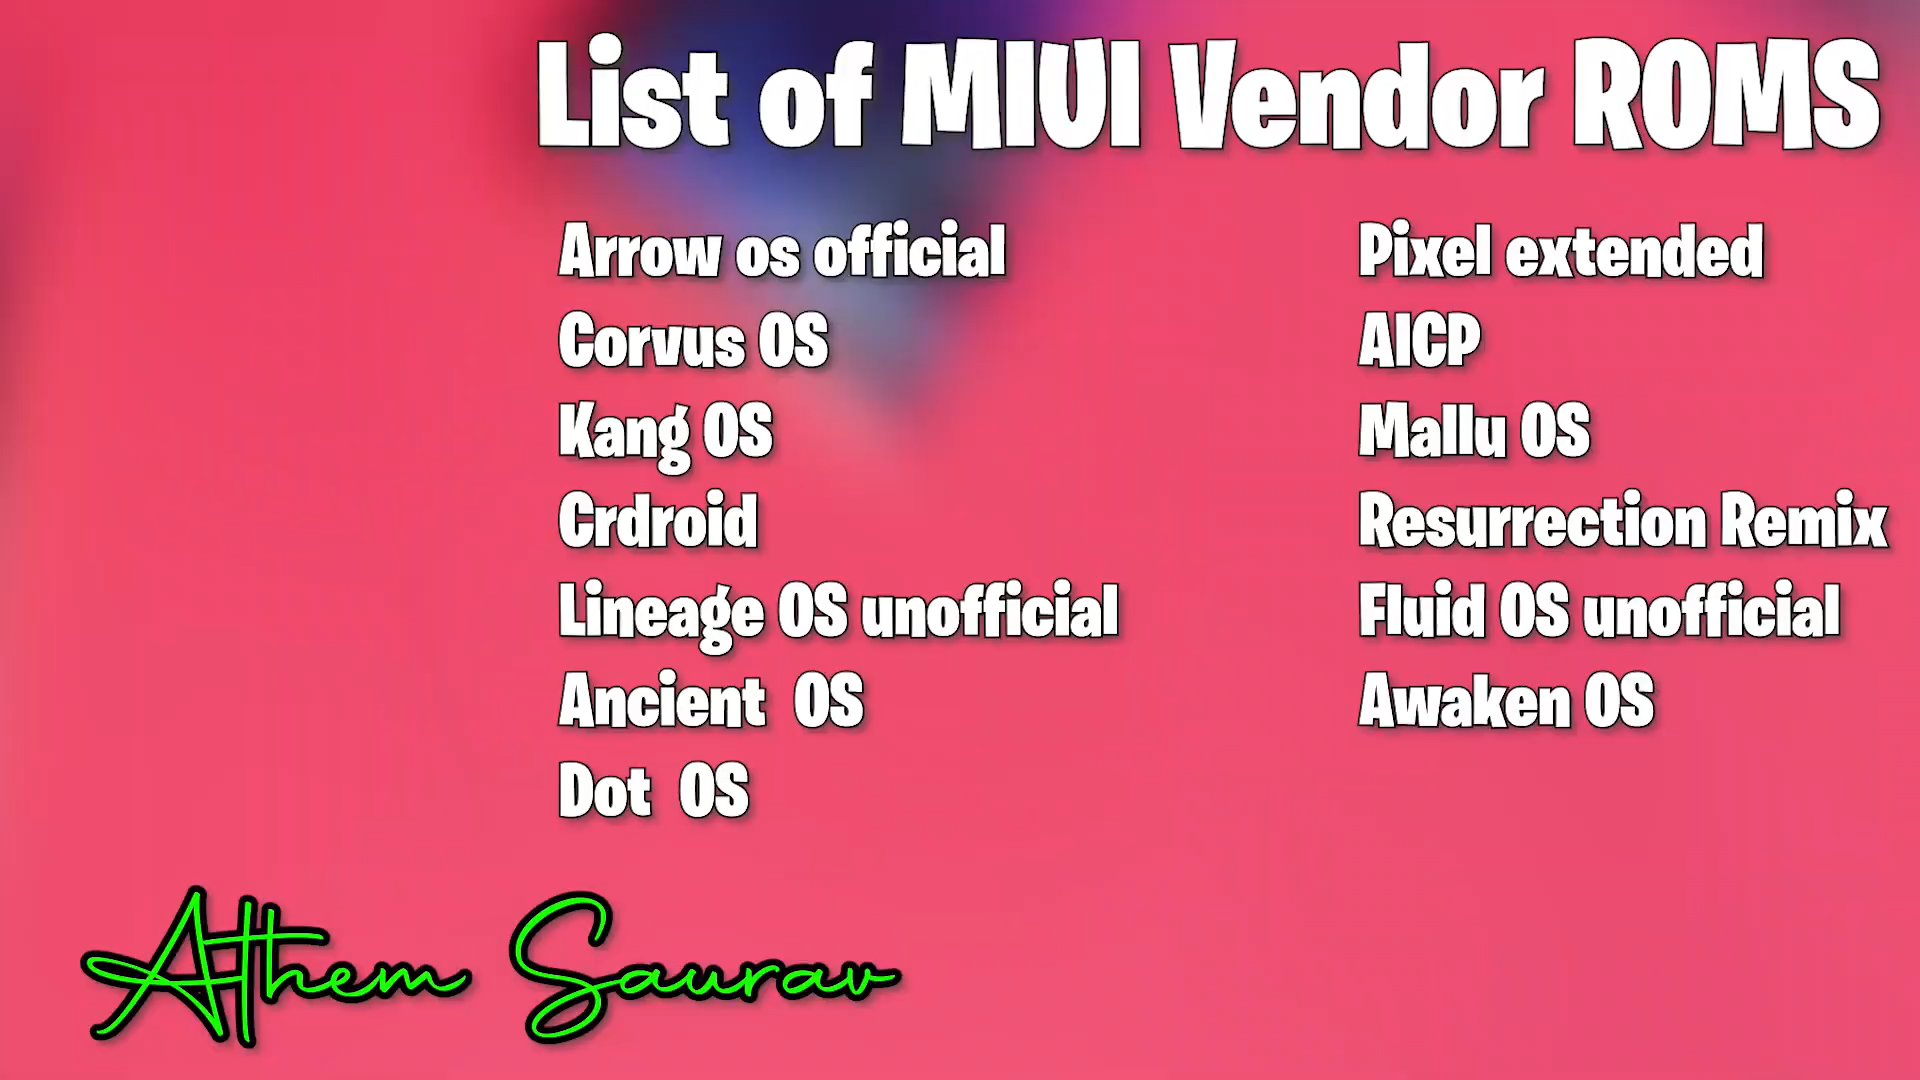 List of MIUI Vendor ROMS
Arrow os official
Corvus OS
Kang OS
Crdroid
Lineage OS unofficial
Ancient OS
Dot OS
Pixel extended
AICP
Mallu OS
Resurrection Remix
Fluid OS unofficial
Awaken OS
Athem Saurav